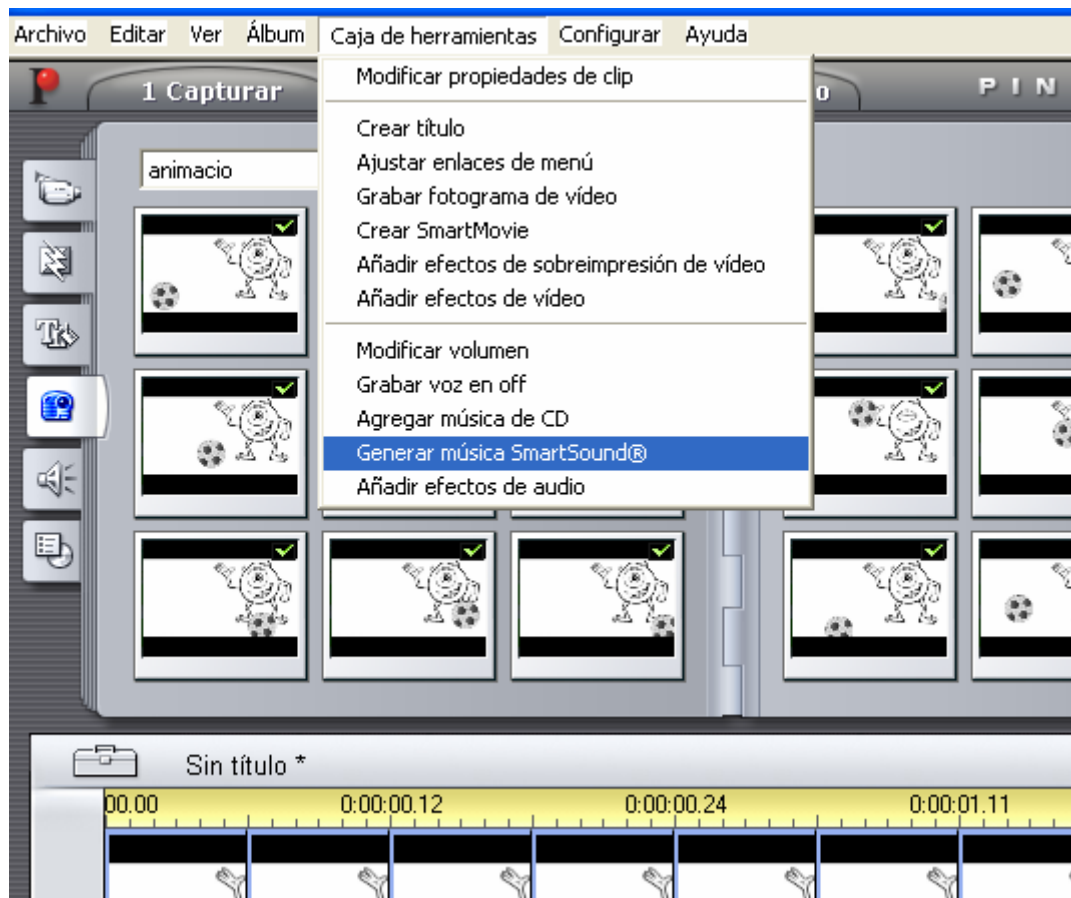 Archivo Editar Ver Álbum Caja de herramientas Configurar Ayuda
1 Capturar
o
PIN
Modificar propiedades de clip
Crear título
Ajustar enlaces de menú
Grabar fotograma de vídeo
Crear SmartMovie
Añadir efectos de sobreimpresión de vídeo
Añadir efectos de vídeo
Modificar volumen
Grabar voz en off
Agregar música de CD
Generar música SmartSound®
Añadir efectos de audio
animacio
Sin título *
00.00 0:00:00.12 0:00:00.24 0:00:01.11